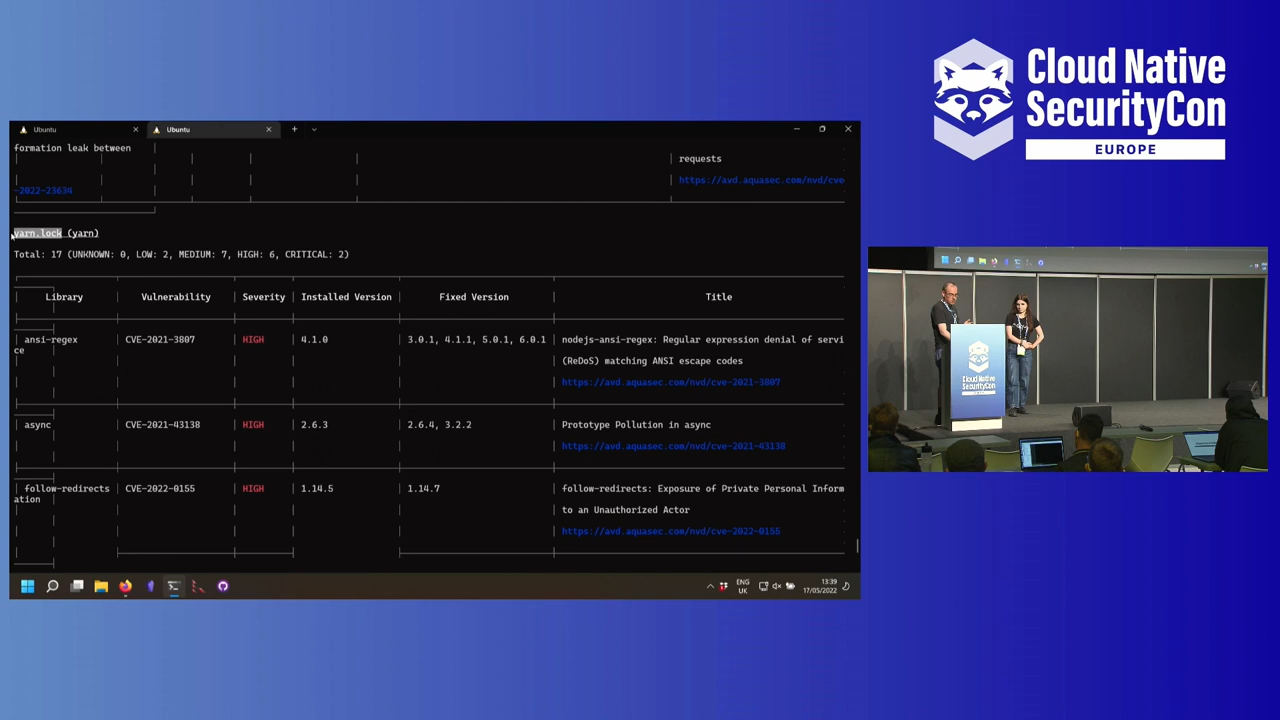 Cloud Native
SecurityCon
EUROPE
Ubuntu
Ubuntu
formation leak between
requests
https://avd.aquasec.com/nvd/cve-
-2022-23634
yarn.lock (yarn)
Total: 17 (UNKNOWN: 0, LOW: 2, MEDIUM: 7, HIGH: 6, CRITICAL: 2)
Library Vulnerability Severity Installed Version Fixed Version Title
ansi-regex CVE-2021-3807 HIGH 4.1.0 3.0.1, 4.1.1, 5.0.1, 6.0.1 nodejs-ansi-regex: Regular expression denial of servi
ce
(ReDoS) matching ANSI escape codes
https://avd.aquasec.com/nvd/cve-2021-3807
async CVE-2021-43138 HIGH 2.6.3 2.6.4, 3.2.2 Prototype Pollution in async
https://avd.aquasec.com/nvd/cve-2021-43138
follow-redirects CVE-2022-0155 HIGH 1.14.5 1.14.7 follow-redirects: Exposure of Private Personal Inform
ation
to an Unauthorized Actor
https://avd.aquasec.com/nvd/cve-2022-0155
ENG
UK
13:39
17/05/2022
Cloud Native
SecurityCon